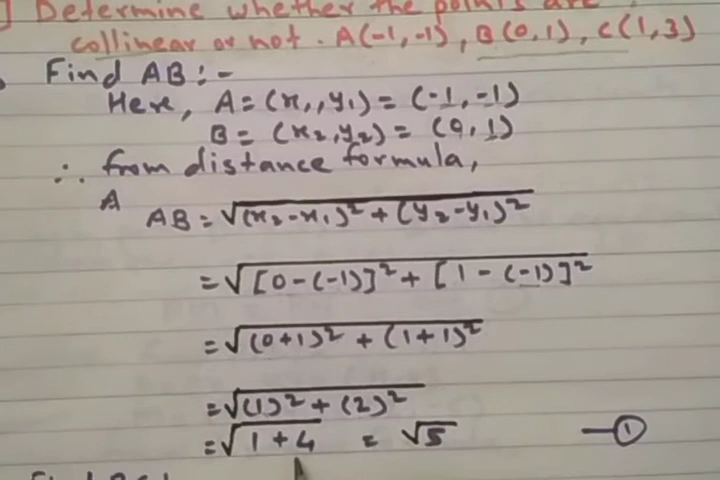 ] Determine whether the points are
collinear or not. A(-1,-1), B(0,1), C(1,3)
Find AB:-
Here, A=(x₁,y₁)=(-1,-1)
B=(x₂,y₂)=(0,1)
∴ from distance formula,
A
AB=√(x₂-x₁)²+(y₂-y₁)²
=√[0-(-1)]²+[1-(-1)]²
=√(0+1)²+(1+1)²
=√(1)²+(2)²
=√1+4 = √5 —①